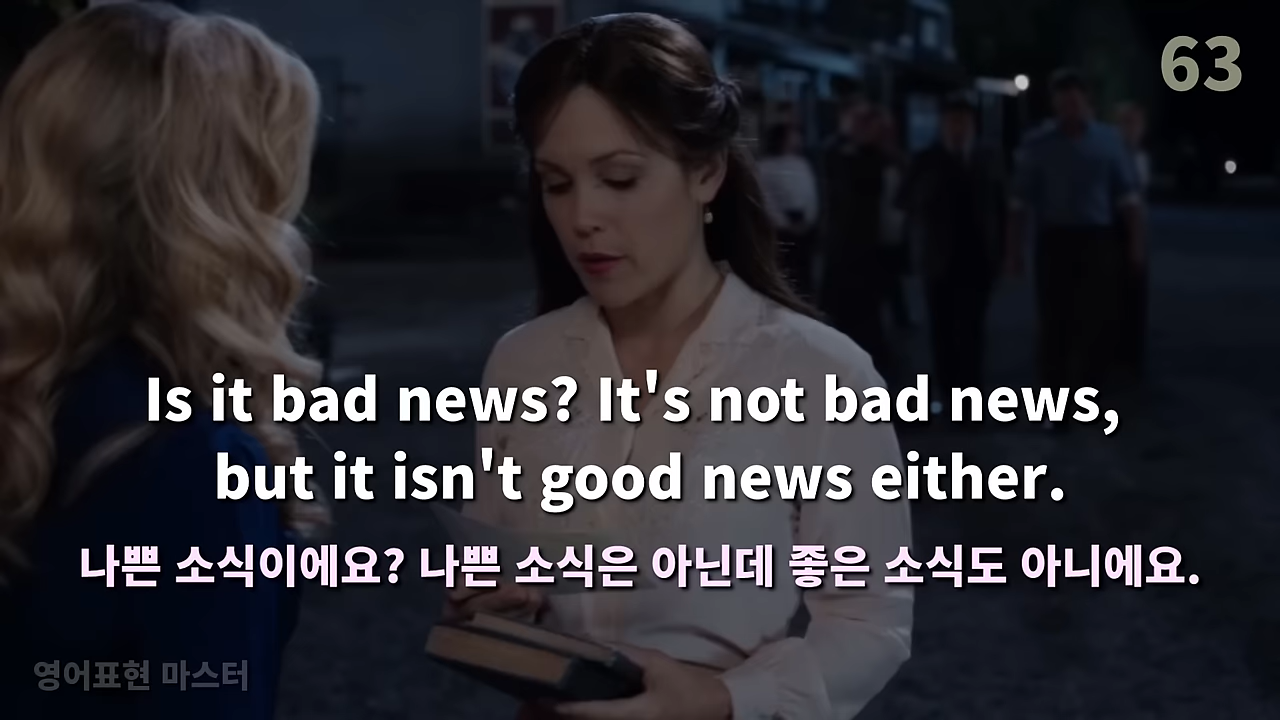 63
Is it bad news? It's not bad news,
but it isn't good news either.
나쁜 소식이에요? 나쁜 소식은 아닌데 좋은 소식도 아니에요.
영어표현 마스터